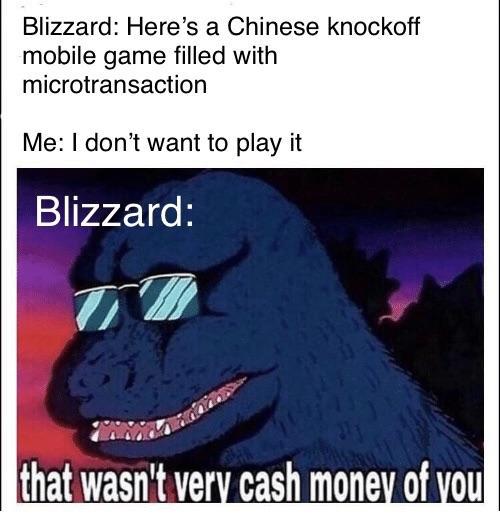 Blizzard: Here’s a Chinese knockoff
mobile game filled with
microtransaction
Me: I don’t want to play it
Blizzard:
that wasn't very cash money of you